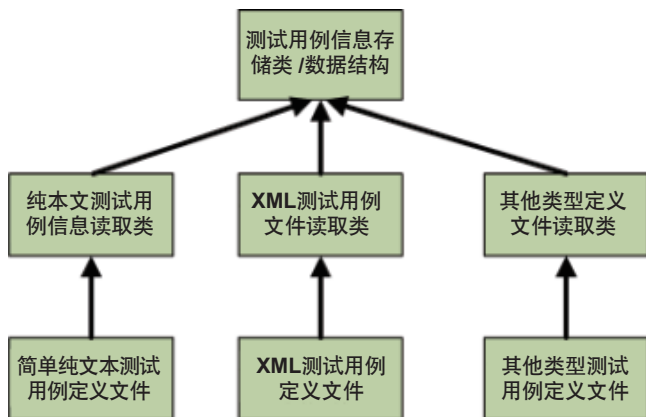 测试用例信息存
储类 /数据结构
纯本文测试用
例信息读取类
XML测试用例
文件读取类
其他类型定义
文件读取类
简单纯文本测试
用例定义文件
XML测试用例
定义文件
其他类型测试
用例定义文件